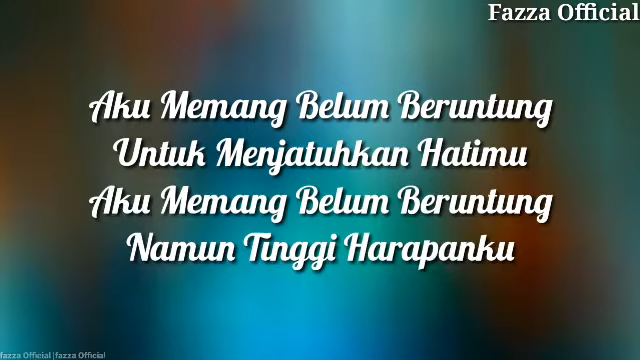 Fazza Official
Aku Memang Belum Beruntung
Untuk Menjatuhkan Hatimu
Aku Memang Belum Beruntung
Namun Tinggi Harapanku
fazza Official |fazza Official